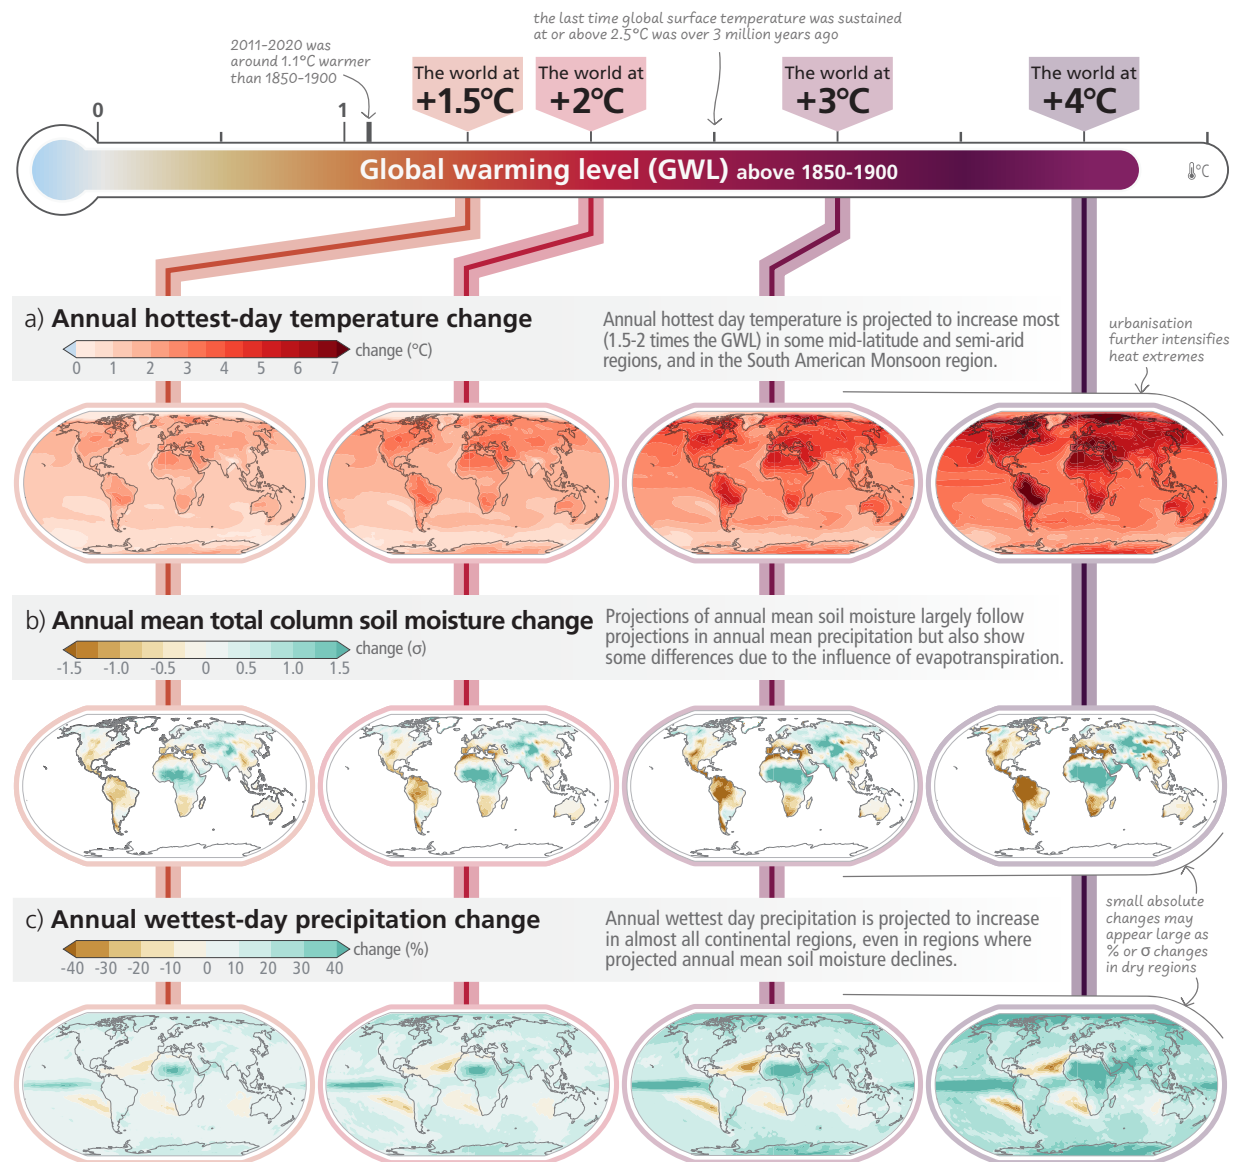 the last time global surface temperature was sustained
at or above 2.5°C was over 3 million years ago
2011-2020 was
around 1.1°C warmer
than 1850-1900
The world at
+1.5°C
The world at
+2°C
The world at
+3°C
The world at
+4°C
0
1
Global warming level (GWL) above 1850-1900
°C
a) Annual hottest-day temperature change
change (°C)
0 1 2 3 4 5 6 7
Annual hottest day temperature is projected to increase most
(1.5-2 times the GWL) in some mid-latitude and semi-arid
regions, and in the South American Monsoon region.
urbanisation
further intensifies
heat extremes
b) Annual mean total column soil moisture change
change (σ)
-1.5 -1.0 -0.5 0 0.5 1.0 1.5
Projections of annual mean soil moisture largely follow
projections in annual mean precipitation but also show
some differences due to the influence of evapotranspiration.
c) Annual wettest-day precipitation change
change (%)
-40 -30 -20 -10 0 10 20 30 40
Annual wettest day precipitation is projected to increase
in almost all continental regions, even in regions where
projected annual mean soil moisture declines.
small absolute
changes may
appear large as
% or σ changes
in dry regions